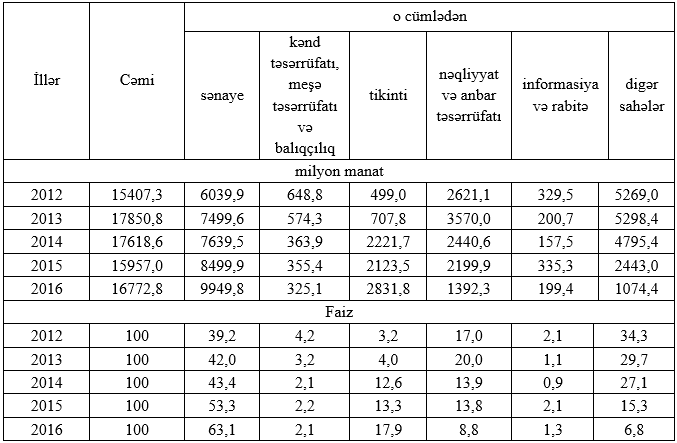 o cümlədən
İllər Cəmi sənaye kənd təsərrüfatı, meşə təsərrüfatı və balıqçılıq tikinti nəqliyyat və anbar təsərrüfatı informasiya və rabitə digər sahələr
milyon manat
2012 15407,3 6039,9 648,8 499,0 2621,1 329,5 5269,0
2013 17850,8 7499,6 574,3 707,8 3570,0 200,7 5298,4
2014 17618,6 7639,5 363,9 2221,7 2440,6 157,5 4795,4
2015 15957,0 8499,9 355,4 2123,5 2199,9 335,3 2443,0
2016 16772,8 9949,8 325,1 2831,8 1392,3 199,4 1074,4
Faiz
2012 100 39,2 4,2 3,2 17,0 2,1 34,3
2013 100 42,0 3,2 4,0 20,0 1,1 29,7
2014 100 43,4 2,1 12,6 13,9 0,9 27,1
2015 100 53,3 2,2 13,3 13,8 2,1 15,3
2016 100 63,1 2,1 17,9 8,8 1,3 6,8